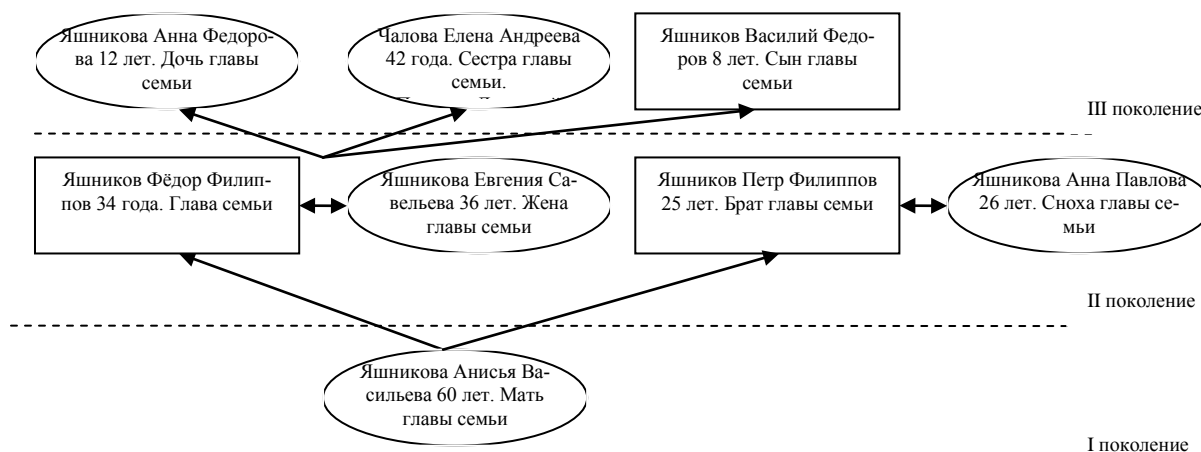 Яшникова Анна Федоро-
ва 12 лет. Дочь главы
семьи
Чалова Елена Андреева
42 года. Сестра главы
семьи.
Яшников Василий Федо-
ров 8 лет. Сын главы
семьи
III поколение
Яшников Фёдор Филип-
пов 34 года. Глава семьи
Яшникова Евгения Са-
вельева 36 лет. Жена
главы семьи
Яшников Петр Филиппов
25 лет. Брат главы семьи
Яшникова Анна Павлова
26 лет. Сноха главы се-
мьи
II поколение
Яшникова Анисья Ва-
сильева 60 лет. Мать
главы семьи
I поколение